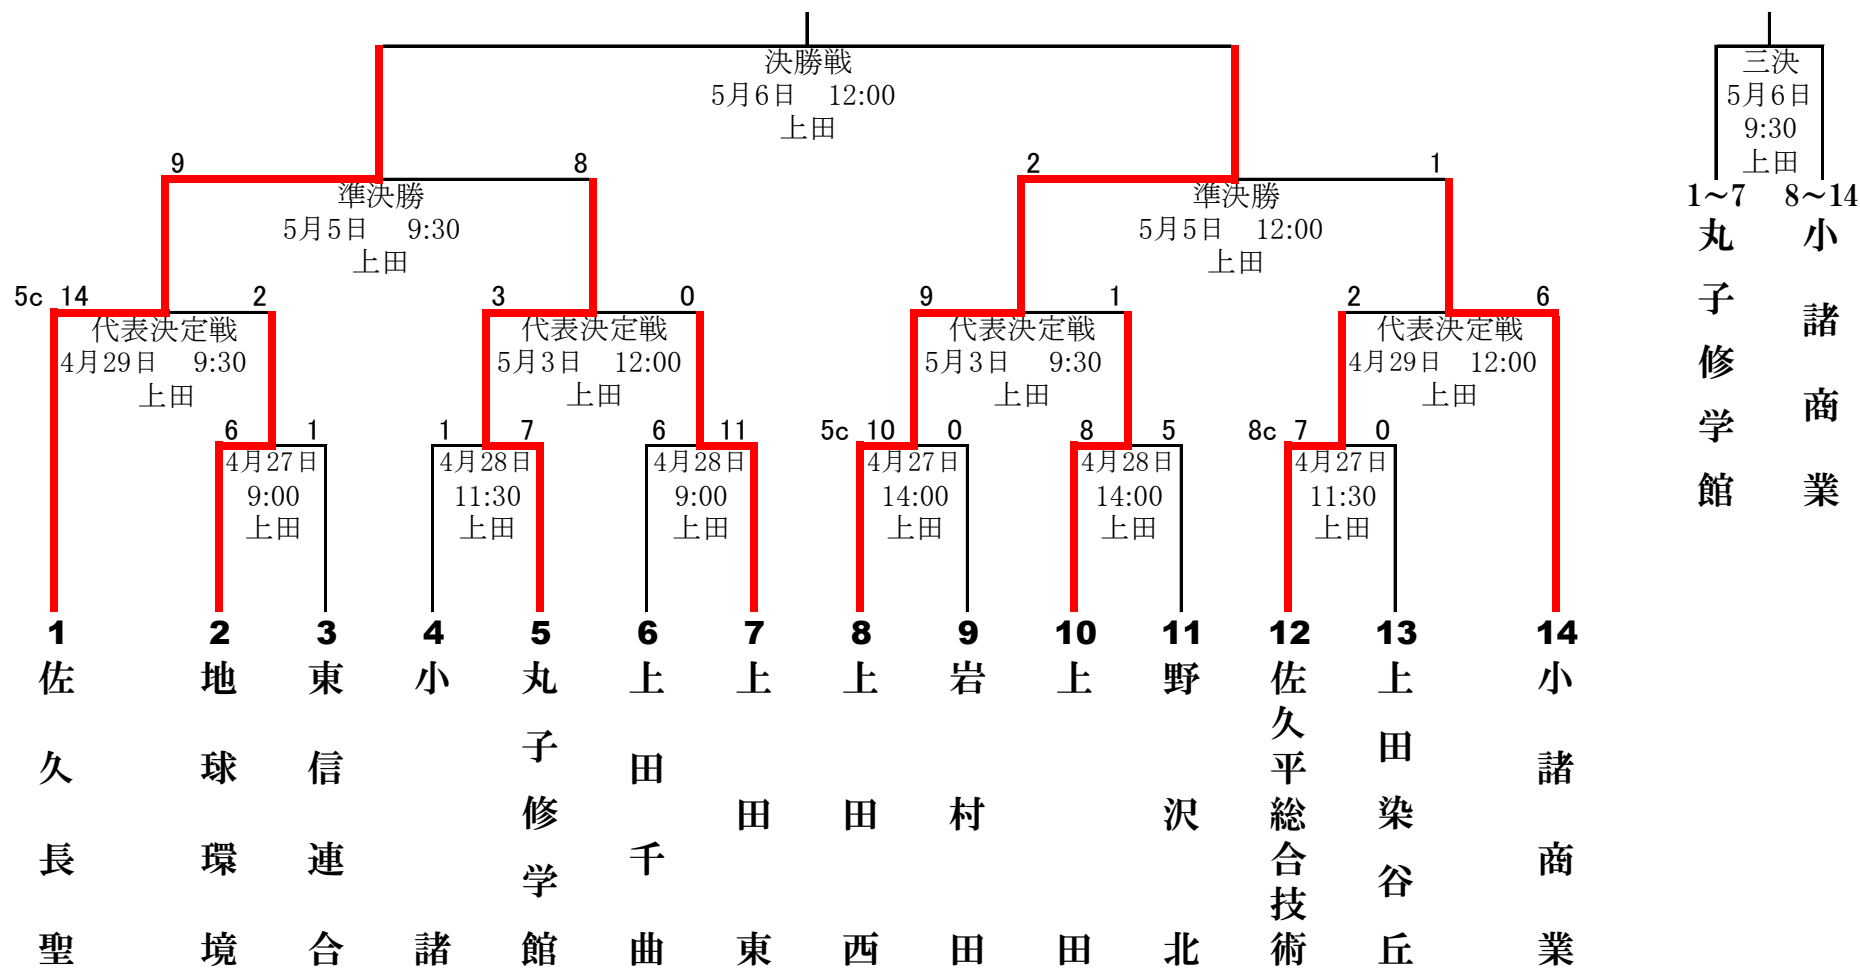 決勝戦
5月6日 12:00
上田
三決
5月6日
9:30
上田
1～7 8～14
丸子修学館
小諸商業
9 8
準決勝
5月5日 9:30
上田
2 1
準決勝
5月5日 12:00
上田
5c 14 2
代表決定戦
4月29日 9:30
上田
3 0
代表決定戦
5月3日 12:00
上田
9 1
代表決定戦
5月3日 9:30
上田
2 6
代表決定戦
4月29日 12:00
上田
6 1
4月27日
9:00
上田
1 7
4月28日
11:30
上田
6 11
4月28日
9:00
上田
5c 10 0
4月27日
14:00
上田
8 5
4月28日
14:00
上田
8c 7 0
4月27日
11:30
上田
1
佐久長聖
2
地球環境
3
東信連合
4
小諸
5
丸子修学館
6
上田千曲
7
上田東
8
上田西
9
岩村田
10
上田
11
野沢北
12
佐久平総合技術
13
上田染谷丘
14
小諸商業